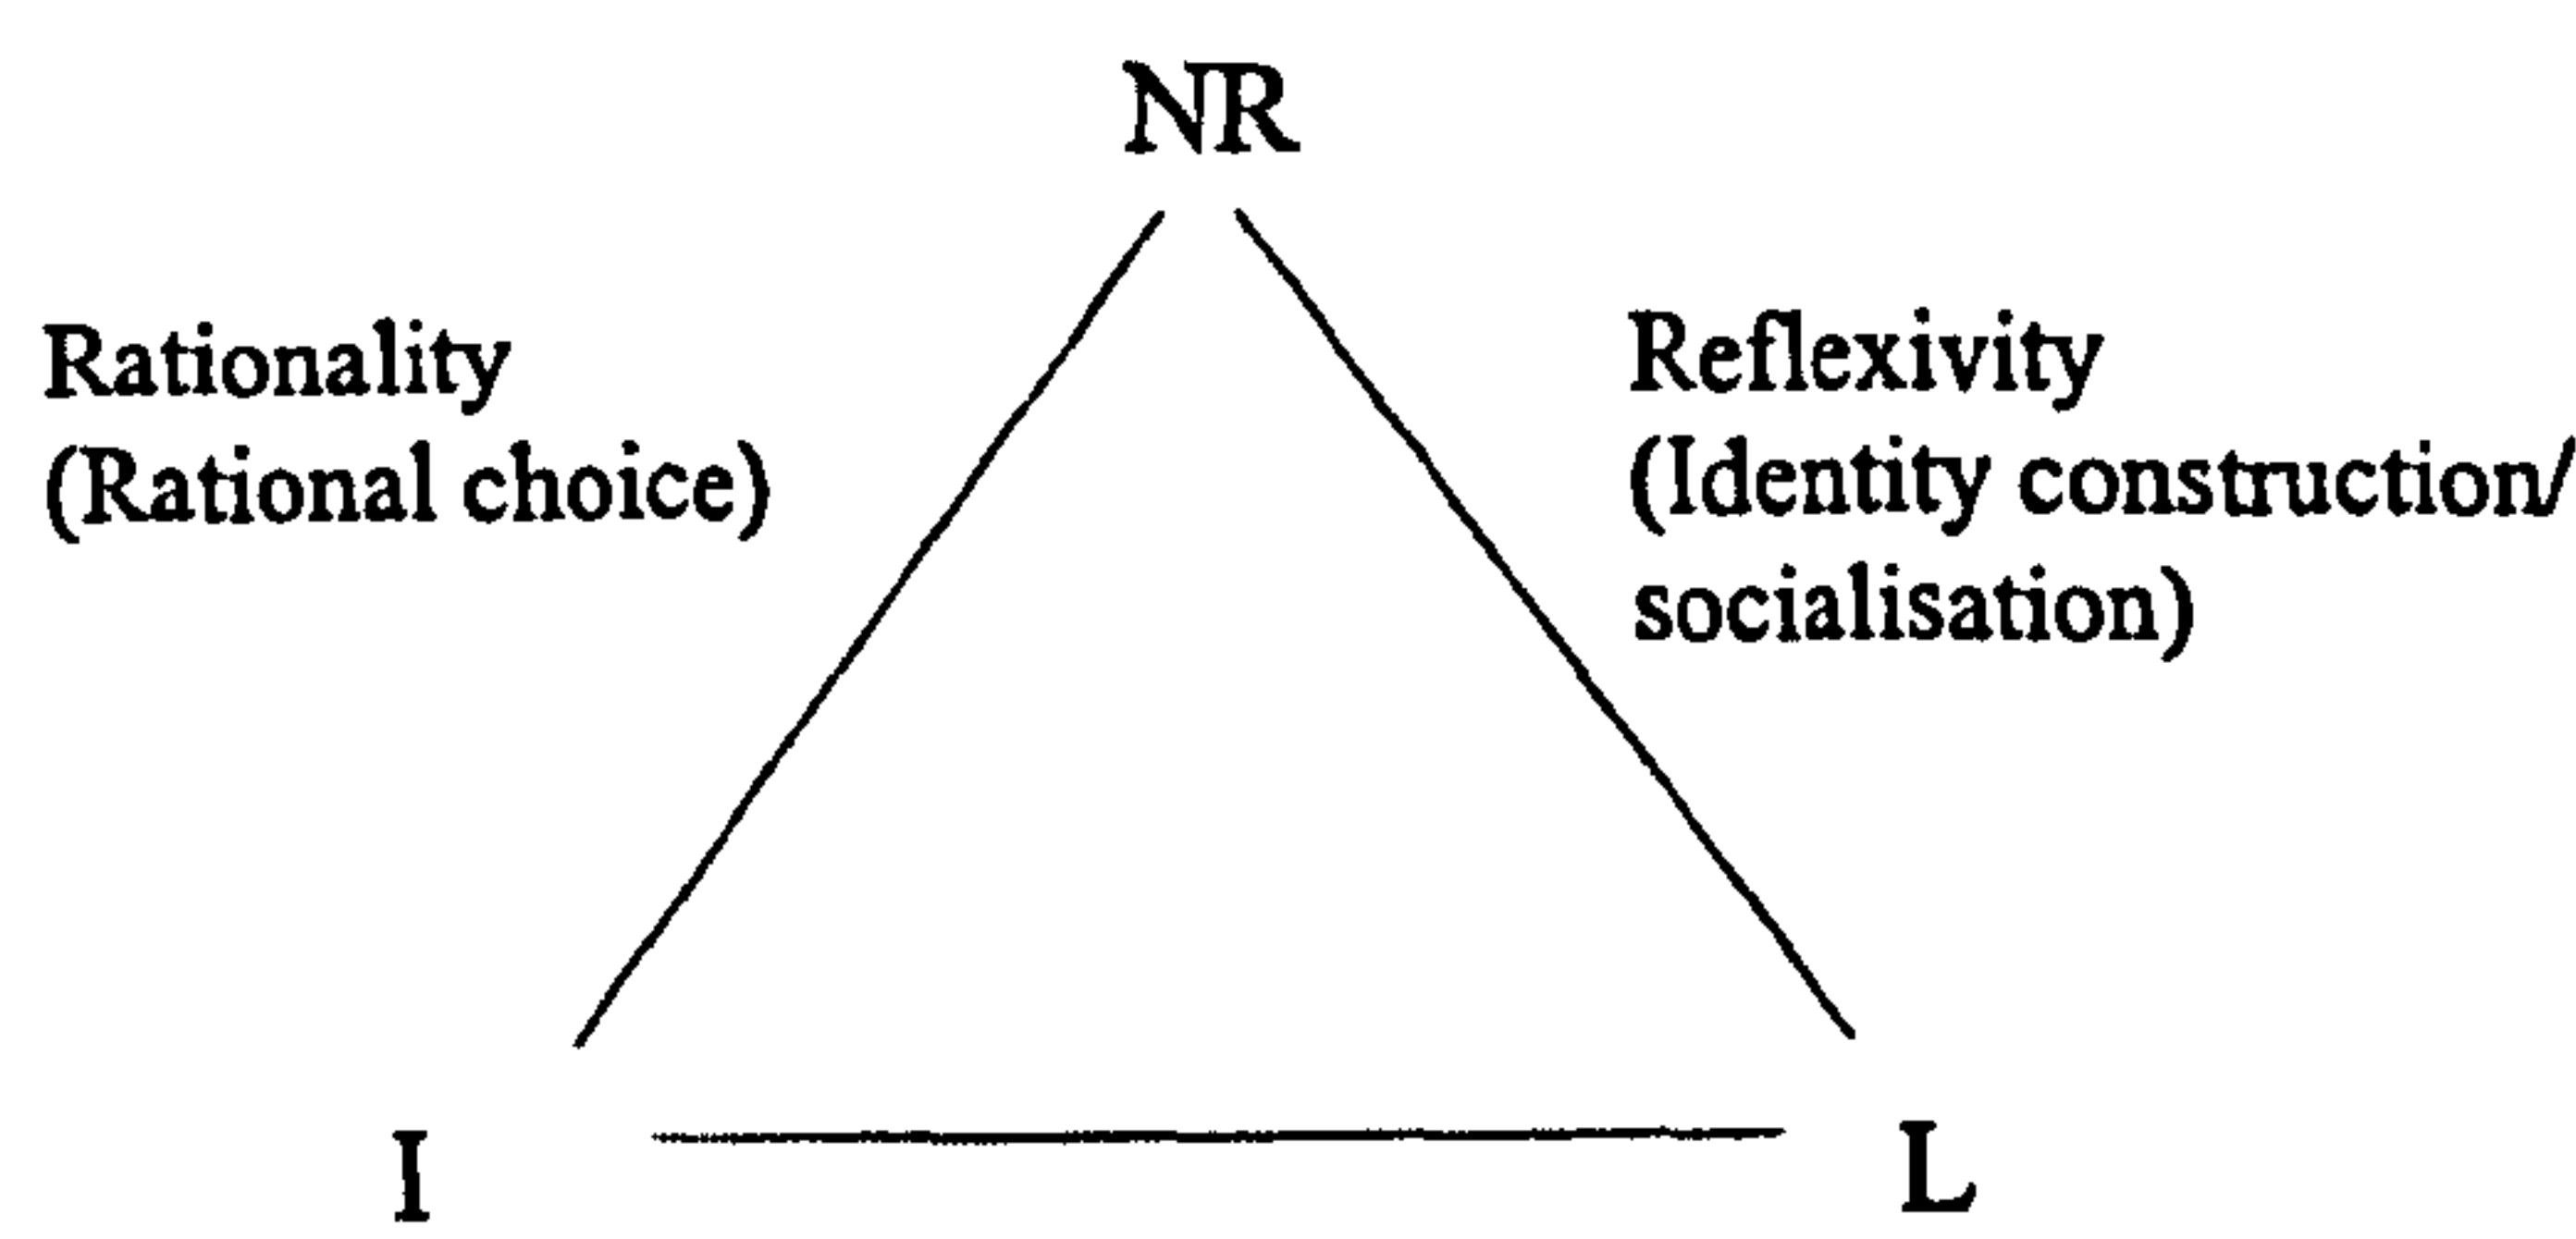 NR
Rationality
(Rational choice)
Reflexivity
(Identity construction/
socialisation)
I
L